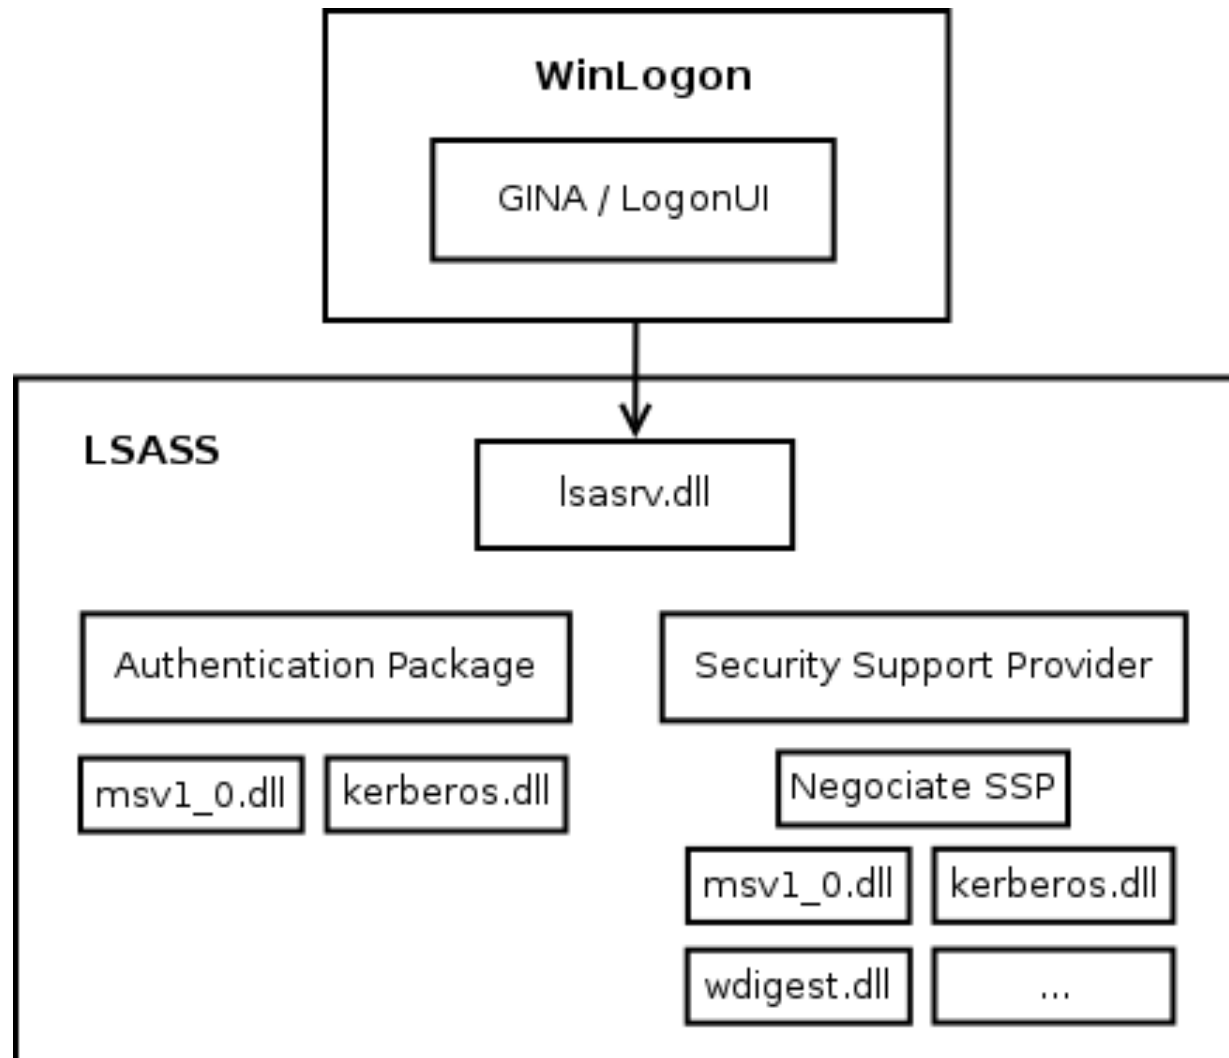 WinLogon
GINA / LogonUI
LSASS
lsasrv.dll
Authentication Package
Security Support Provider
msv1_0.dll
kerberos.dll
Negociate SSP
msv1_0.dll
kerberos.dll
wdigest.dll
...